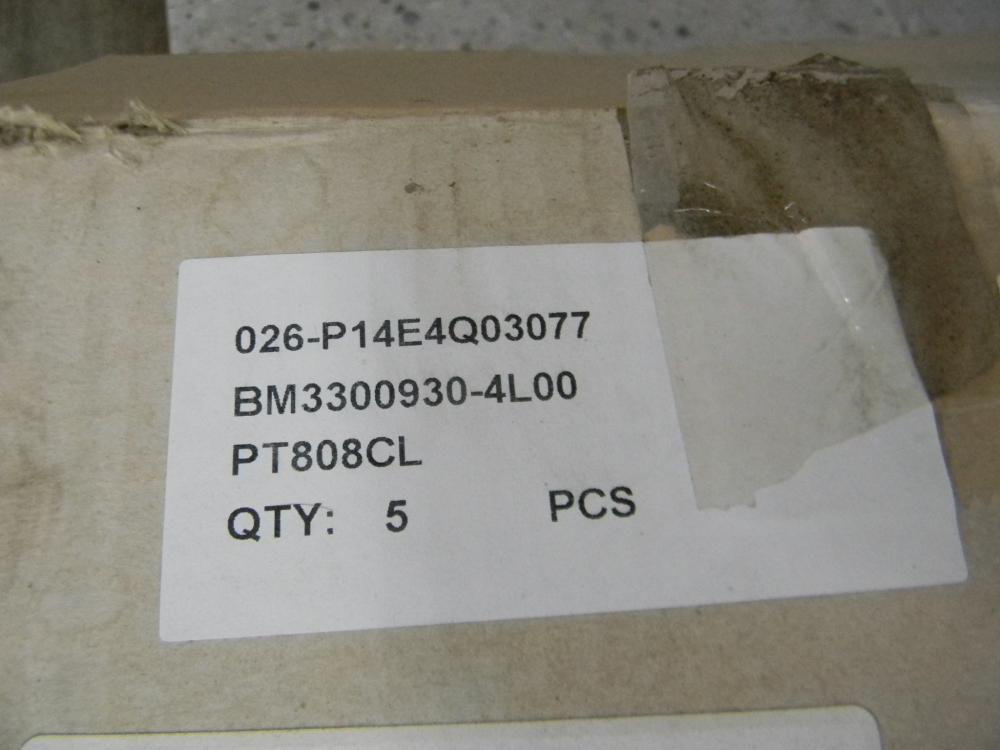 026-P14E4Q03077
BM3300930-4L00
PT808CL
QTY: 5 PCS